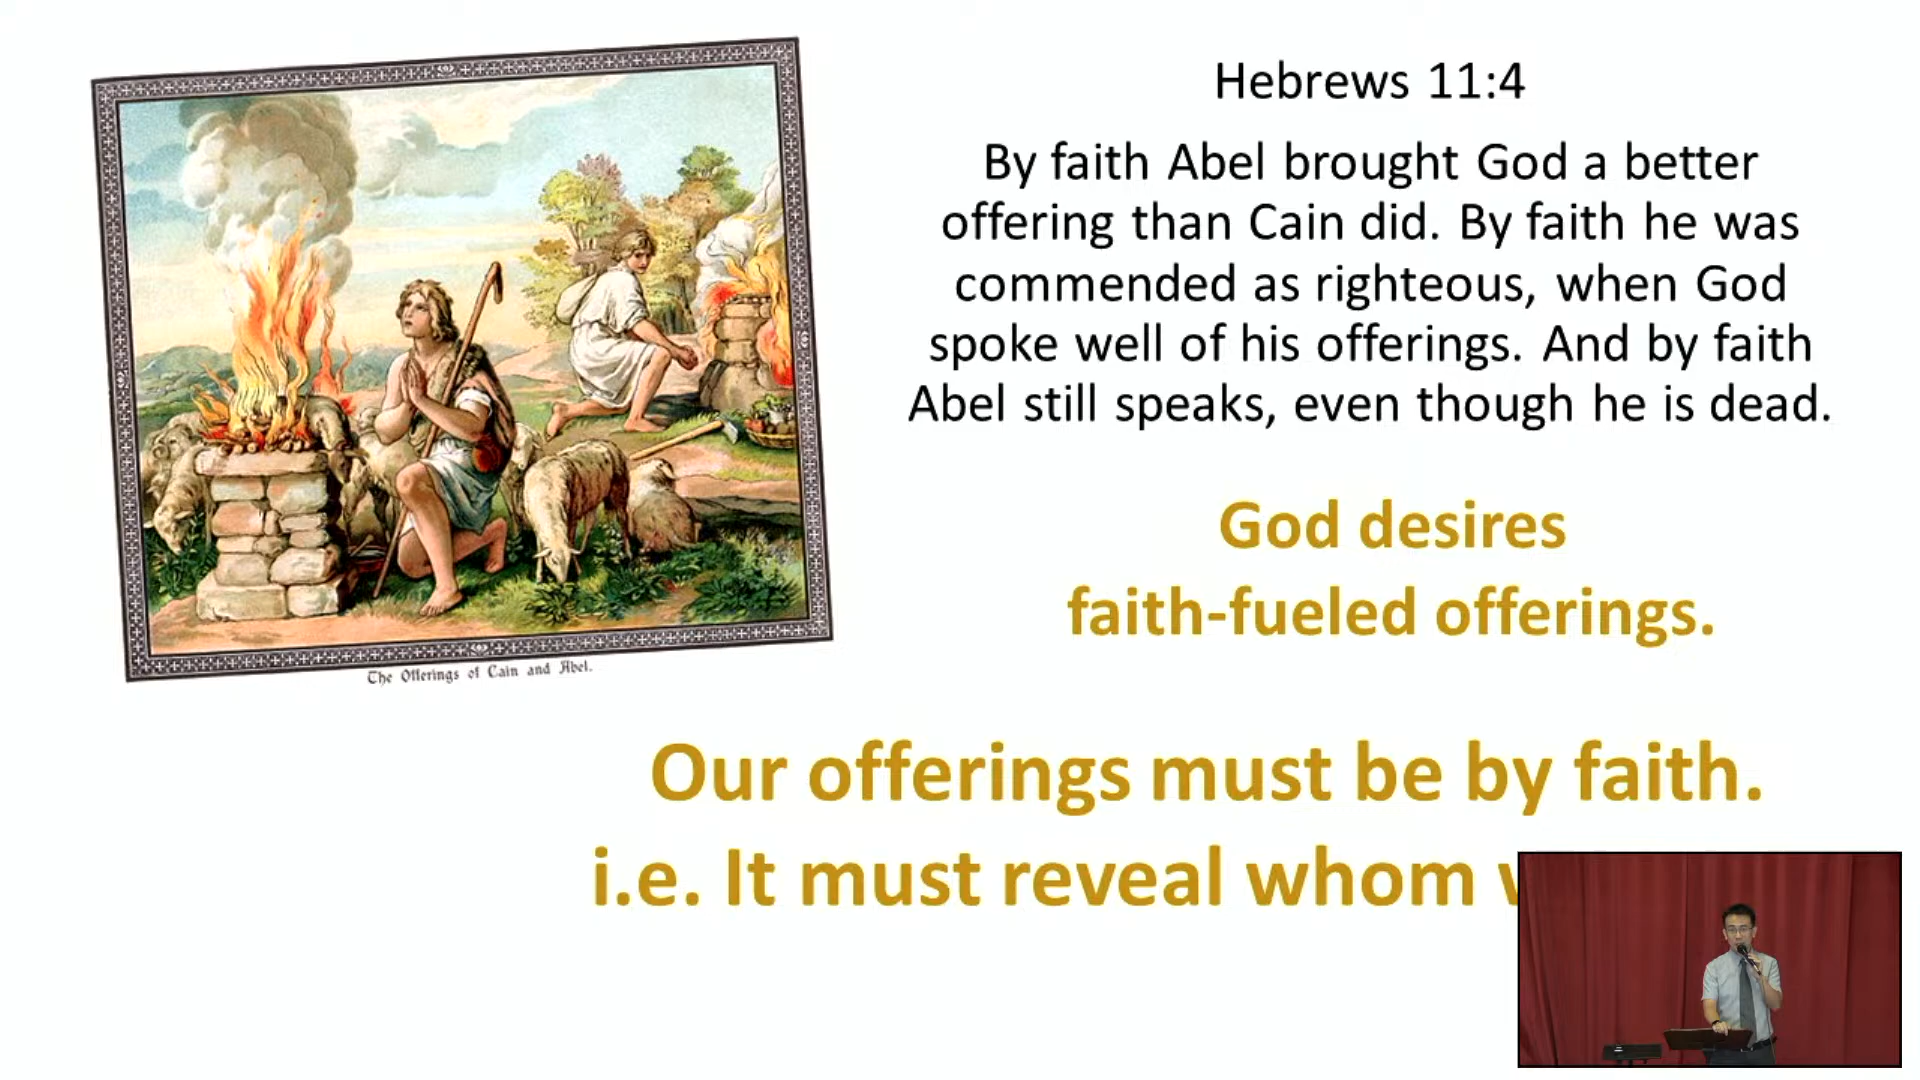 Hebrews 11:4
By faith Abel brought God a better
offering than Cain did. By faith he was
commended as righteous, when God
spoke well of his offerings. And by faith
Abel still speaks, even though he is dead.
The Offerings of Cain and Abel.
God desires
faith-fueled offerings.
Our offerings must be by faith.
i.e. It must reveal whom